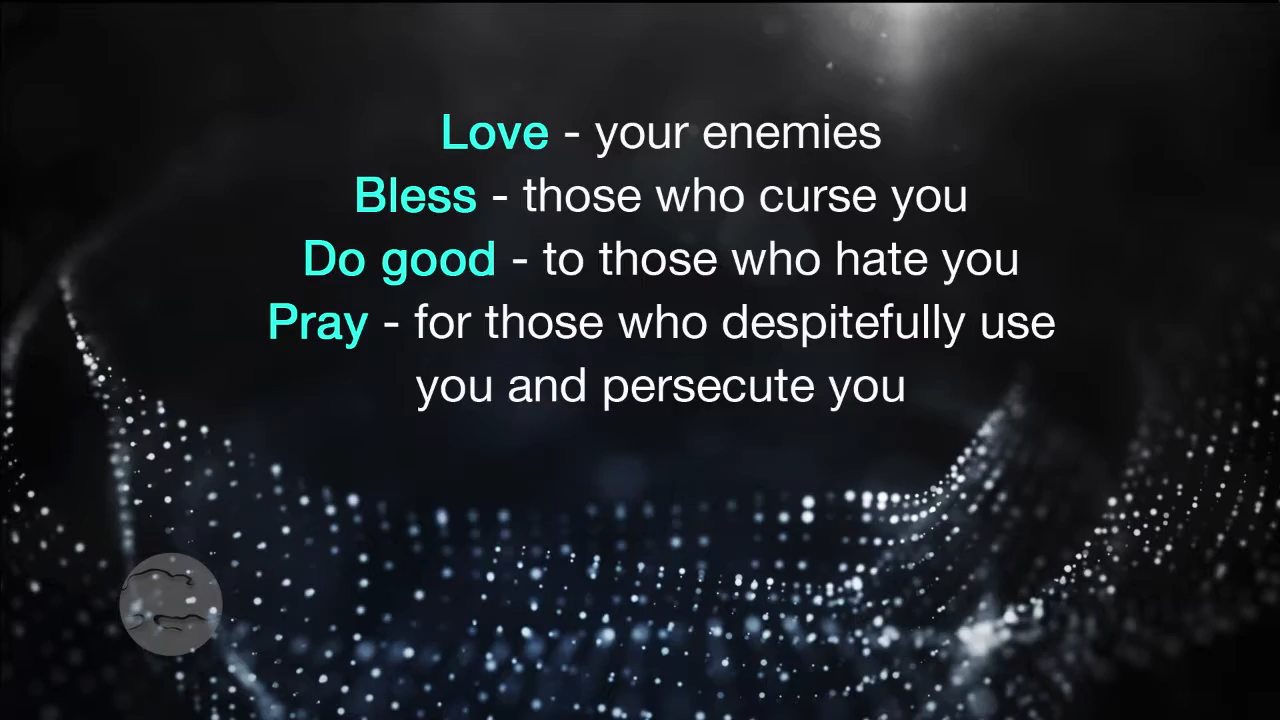 Love - your enemies
Bless - those who curse you
Do good - to those who hate you
Pray - for those who despitefully use
you and persecute you